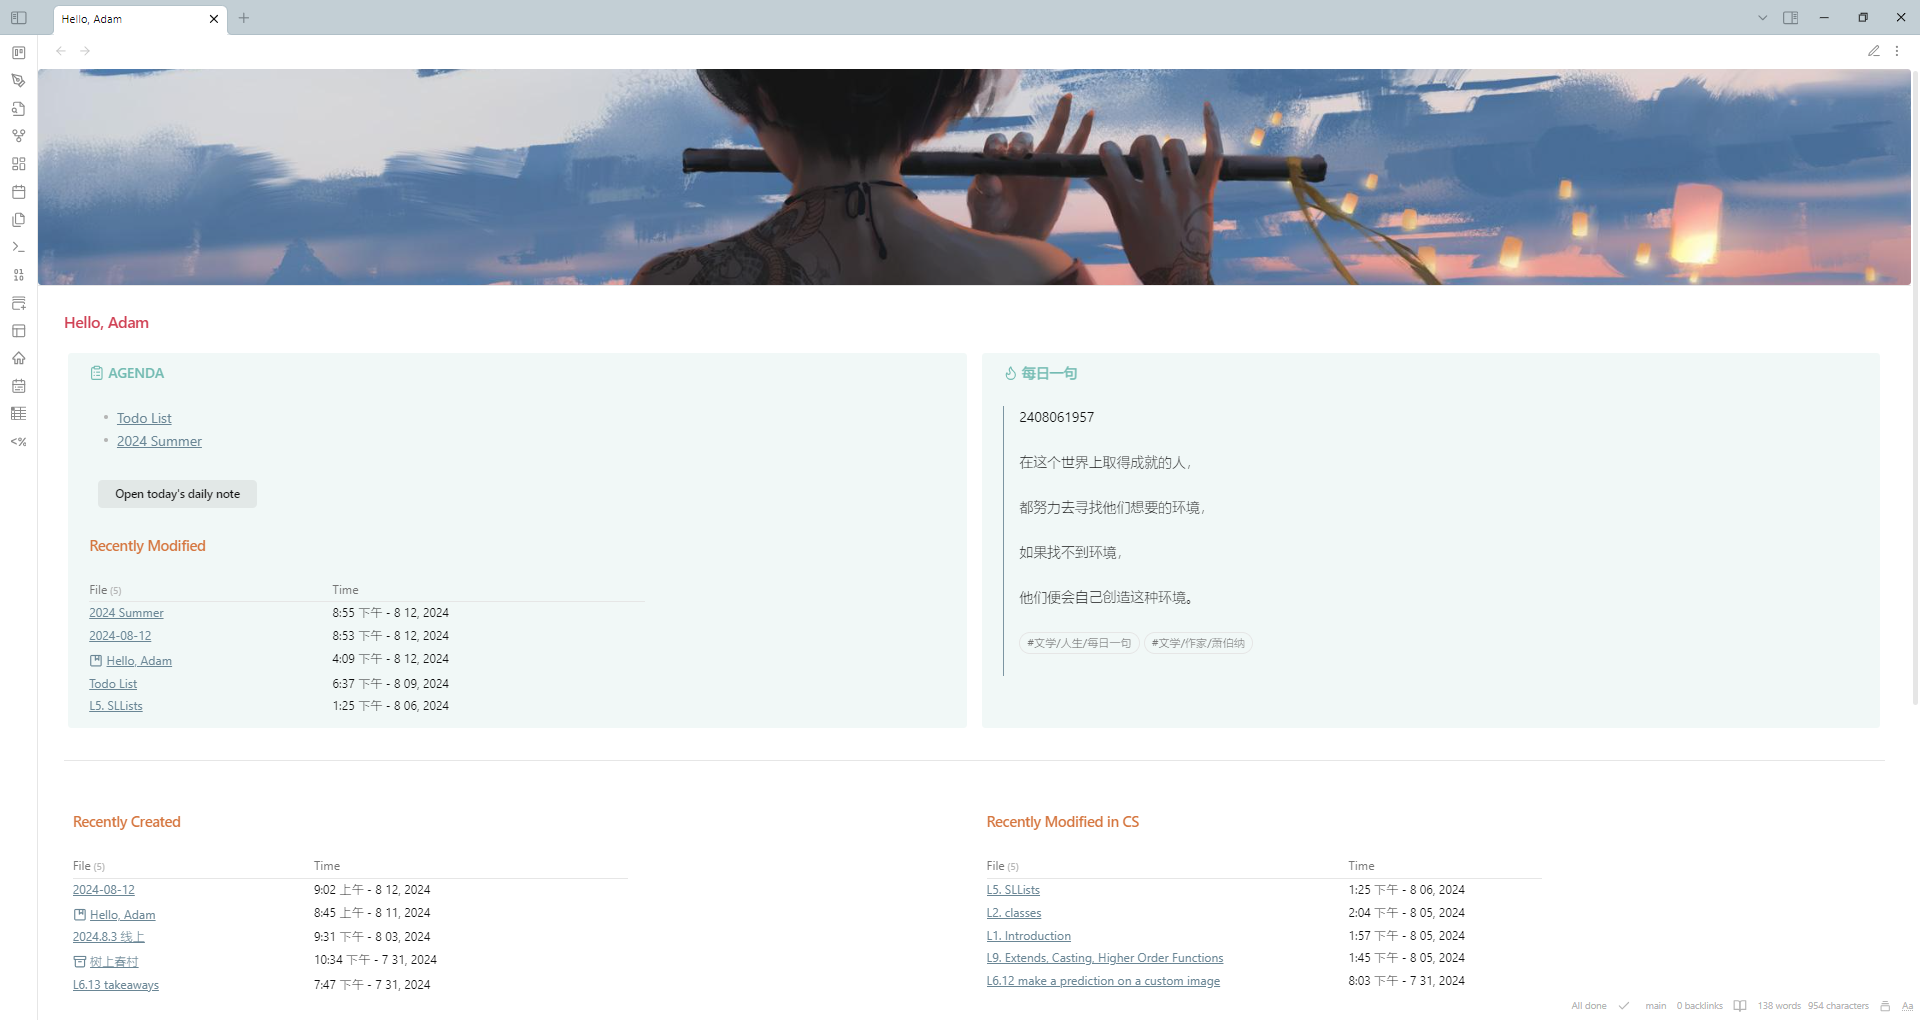 Hello, Adam
Hello, Adam
AGENDA
Todo List
2024 Summer
Open today's daily note
Recently Modified
File (5) Time
2024 Summer 8:55 下午 - 8 12, 2024
2024-08-12 8:53 下午 - 8 12, 2024
Hello, Adam 4:09 下午 - 8 12, 2024
Todo List 6:37 下午 - 8 09, 2024
L5. SLLists 1:25 下午 - 8 06, 2024
每日一句
2408061957
在这个世界上取得成就的人，
都努力去寻找他们想要的环境，
如果找不到环境，
他们便会自己创造这种环境。
#文学/人生/每日一句 #文学/作家/萧伯纳
Recently Created
File (5) Time
2024-08-12 9:02 上午 - 8 12, 2024
Hello, Adam 8:45 上午 - 8 11, 2024
2024.8.3 线上 9:31 下午 - 8 03, 2024
树上春村 10:34 下午 - 7 31, 2024
L6.13 takeaways 7:47 下午 - 7 31, 2024
Recently Modified in CS
File (5) Time
L5. SLLists 1:25 下午 - 8 06, 2024
L2. classes 2:04 下午 - 8 05, 2024
L1. Introduction 1:57 下午 - 8 05, 2024
L9. Extends, Casting, Higher Order Functions 1:45 下午 - 8 05, 2024
L6.12 make a prediction on a custom image 8:03 下午 - 7 31, 2024
All done main 0 backlinks 138 words 954 characters Aa